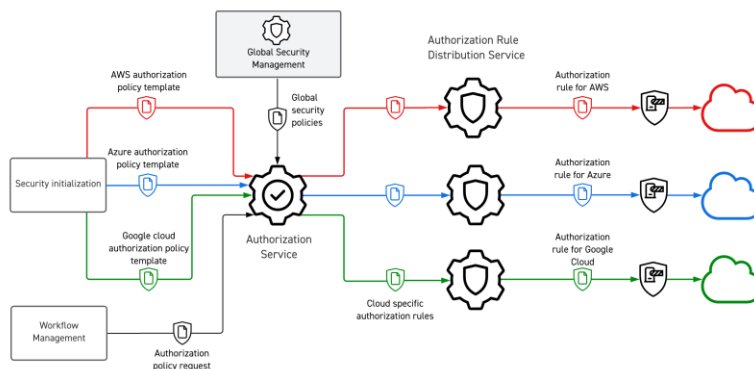 Global Security
Management
Authorization Rule
Distribution Service
AWS authorization
policy template
Global
security
policies
Authorization
rule for AWS
Azure authorization
policy template
Security initialization
Authorization
rule for Azure
Google cloud
authorization policy
template
Authorization
Service
Authorization
rule for Google
Cloud
Cloud specific
authorization rules
Workflow
Management
Authorization
policy request